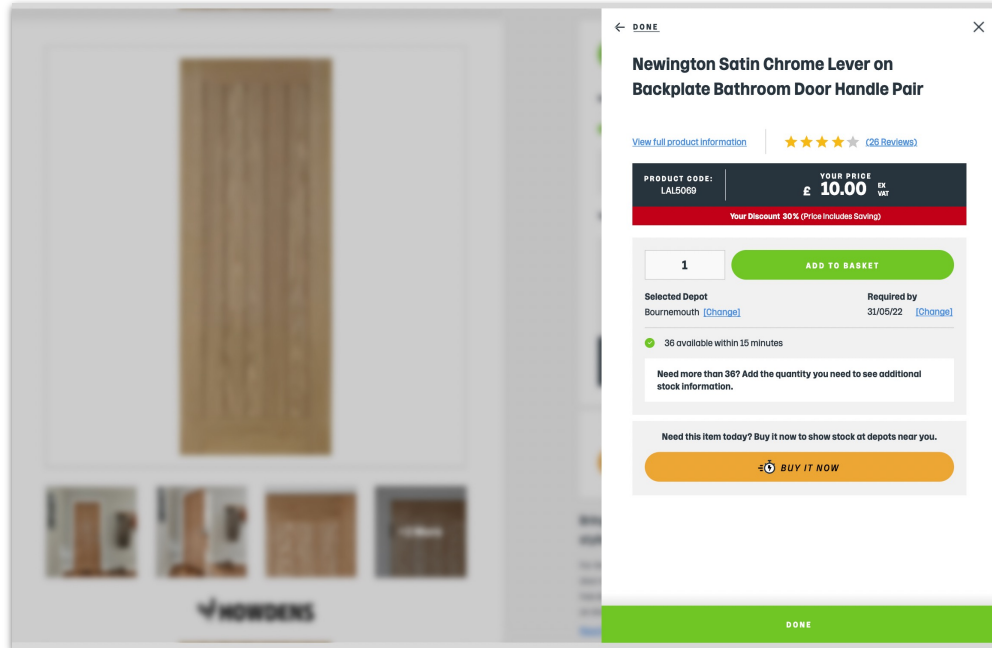 DONE
Newington Satin Chrome Lever on
Backplate Bathroom Door Handle Pair
View full product information
(26 Reviews)
PRODUCT CODE:
LAL5069
YOUR PRICE
£ 10.00 EX VAT
Your Discount 30% (Price Includes Saving)
1
ADD TO BASKET
Selected Depot
Bournemouth [Change]
Required by
31/05/22 [Change]
36 available within 15 minutes
Need more than 36? Add the quantity you need to see additional
stock information.
Need this item today? Buy it now to show stock at depots near you.
BUY IT NOW
HOWDENS
DONE